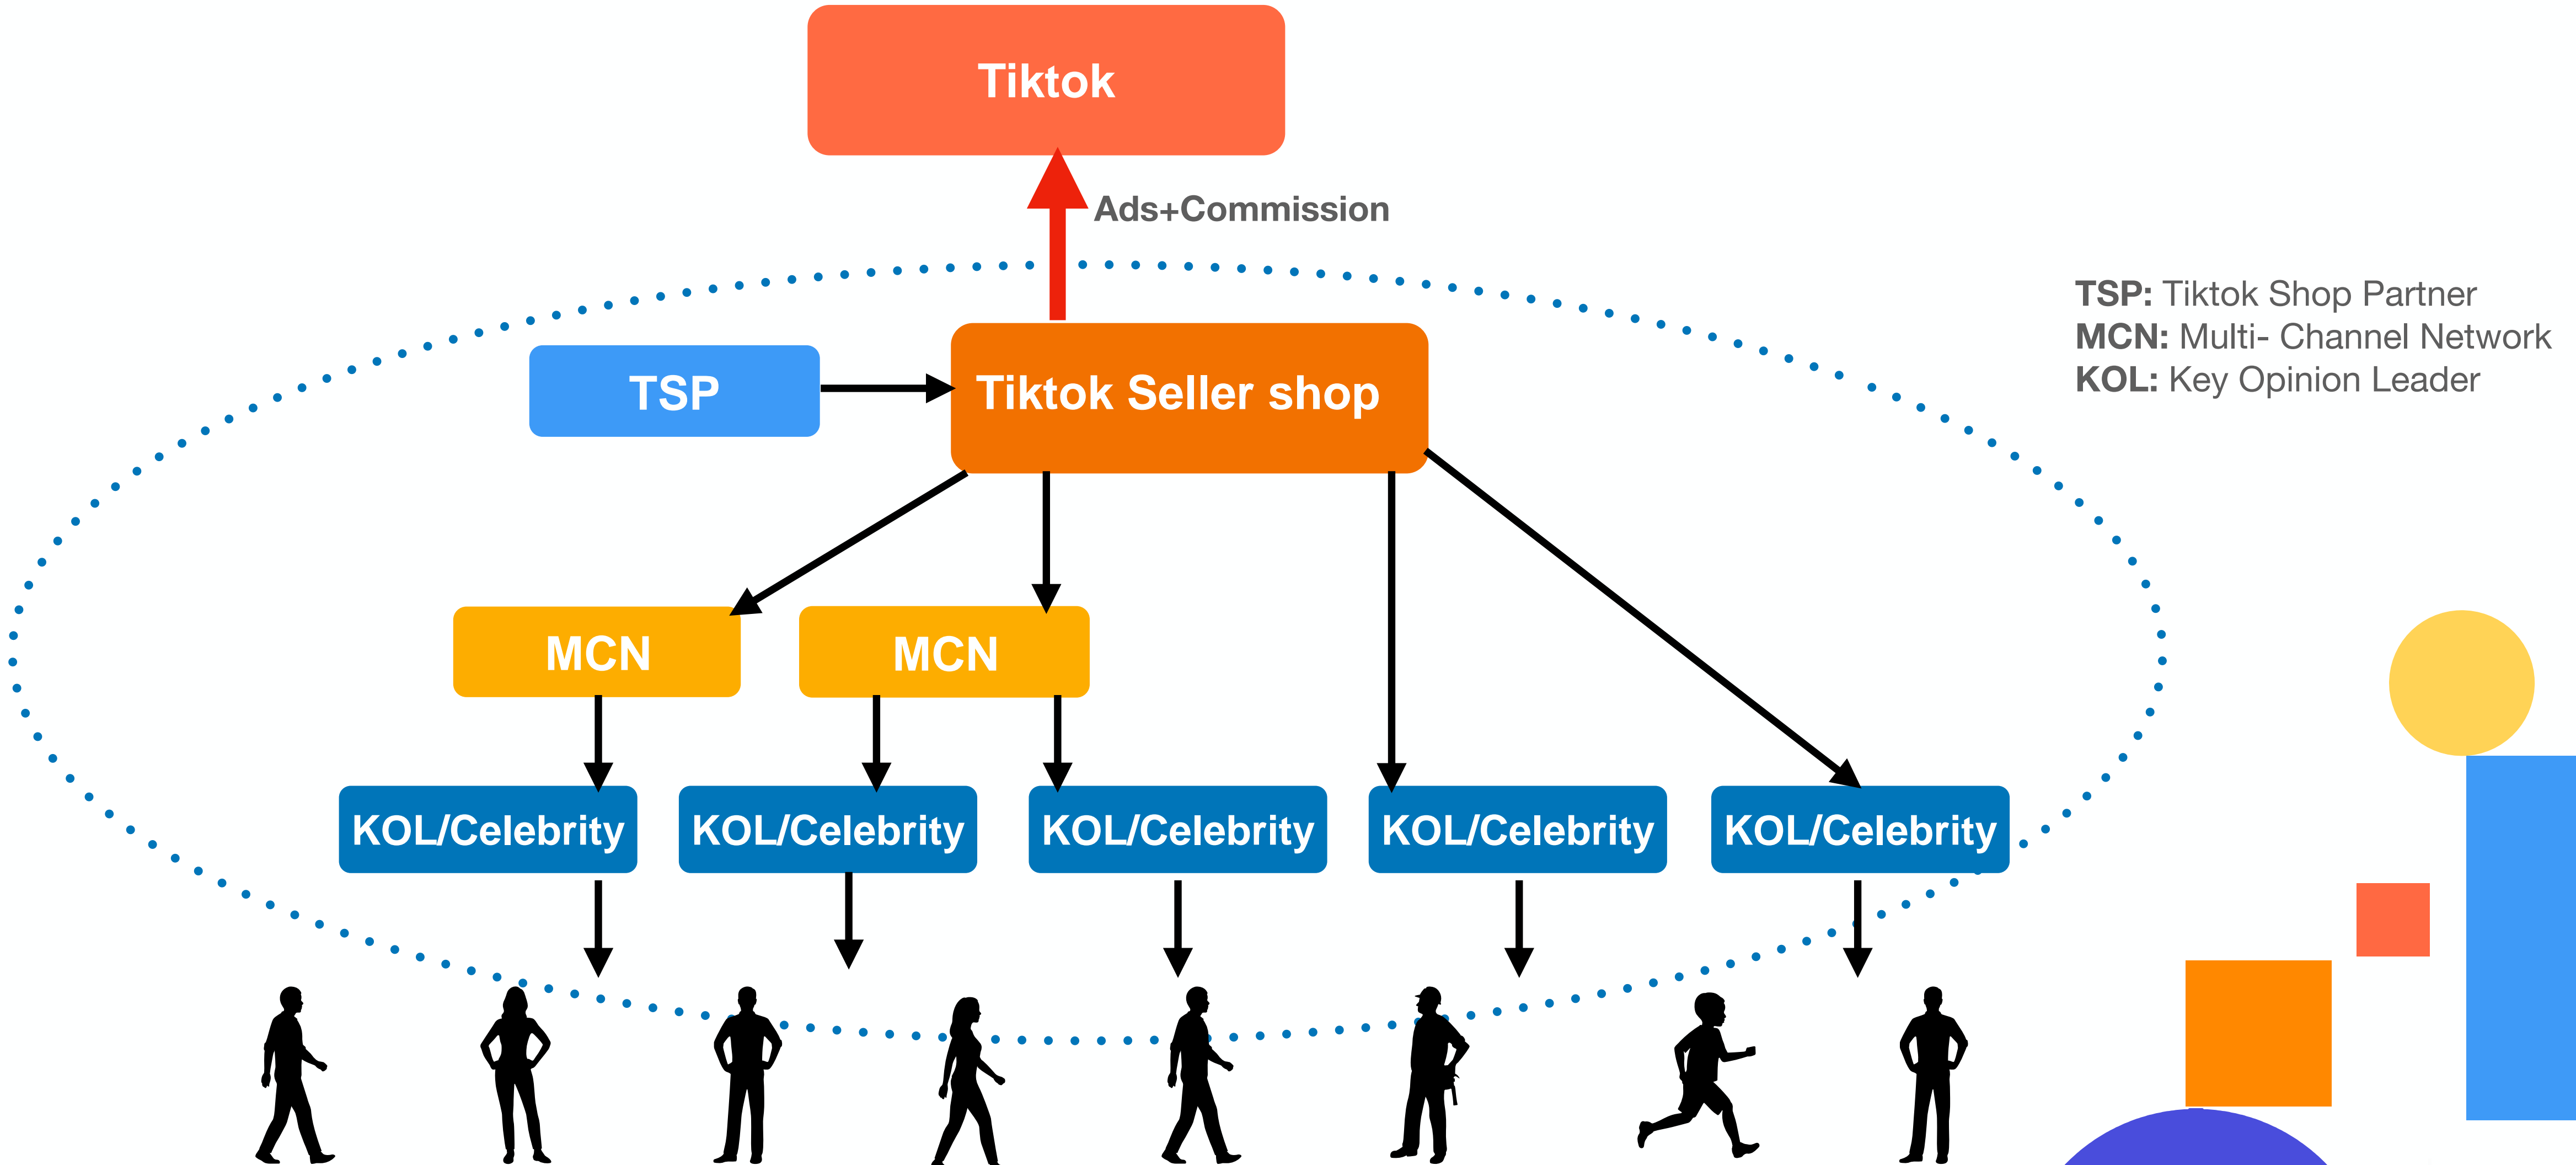 Tiktok
Ads+Commission
TSP: Tiktok Shop Partner
MCN: Multi- Channel Network
KOL: Key Opinion Leader
TSP
Tiktok Seller shop
MCN
MCN
KOL/Celebrity
KOL/Celebrity
KOL/Celebrity
KOL/Celebrity
KOL/Celebrity